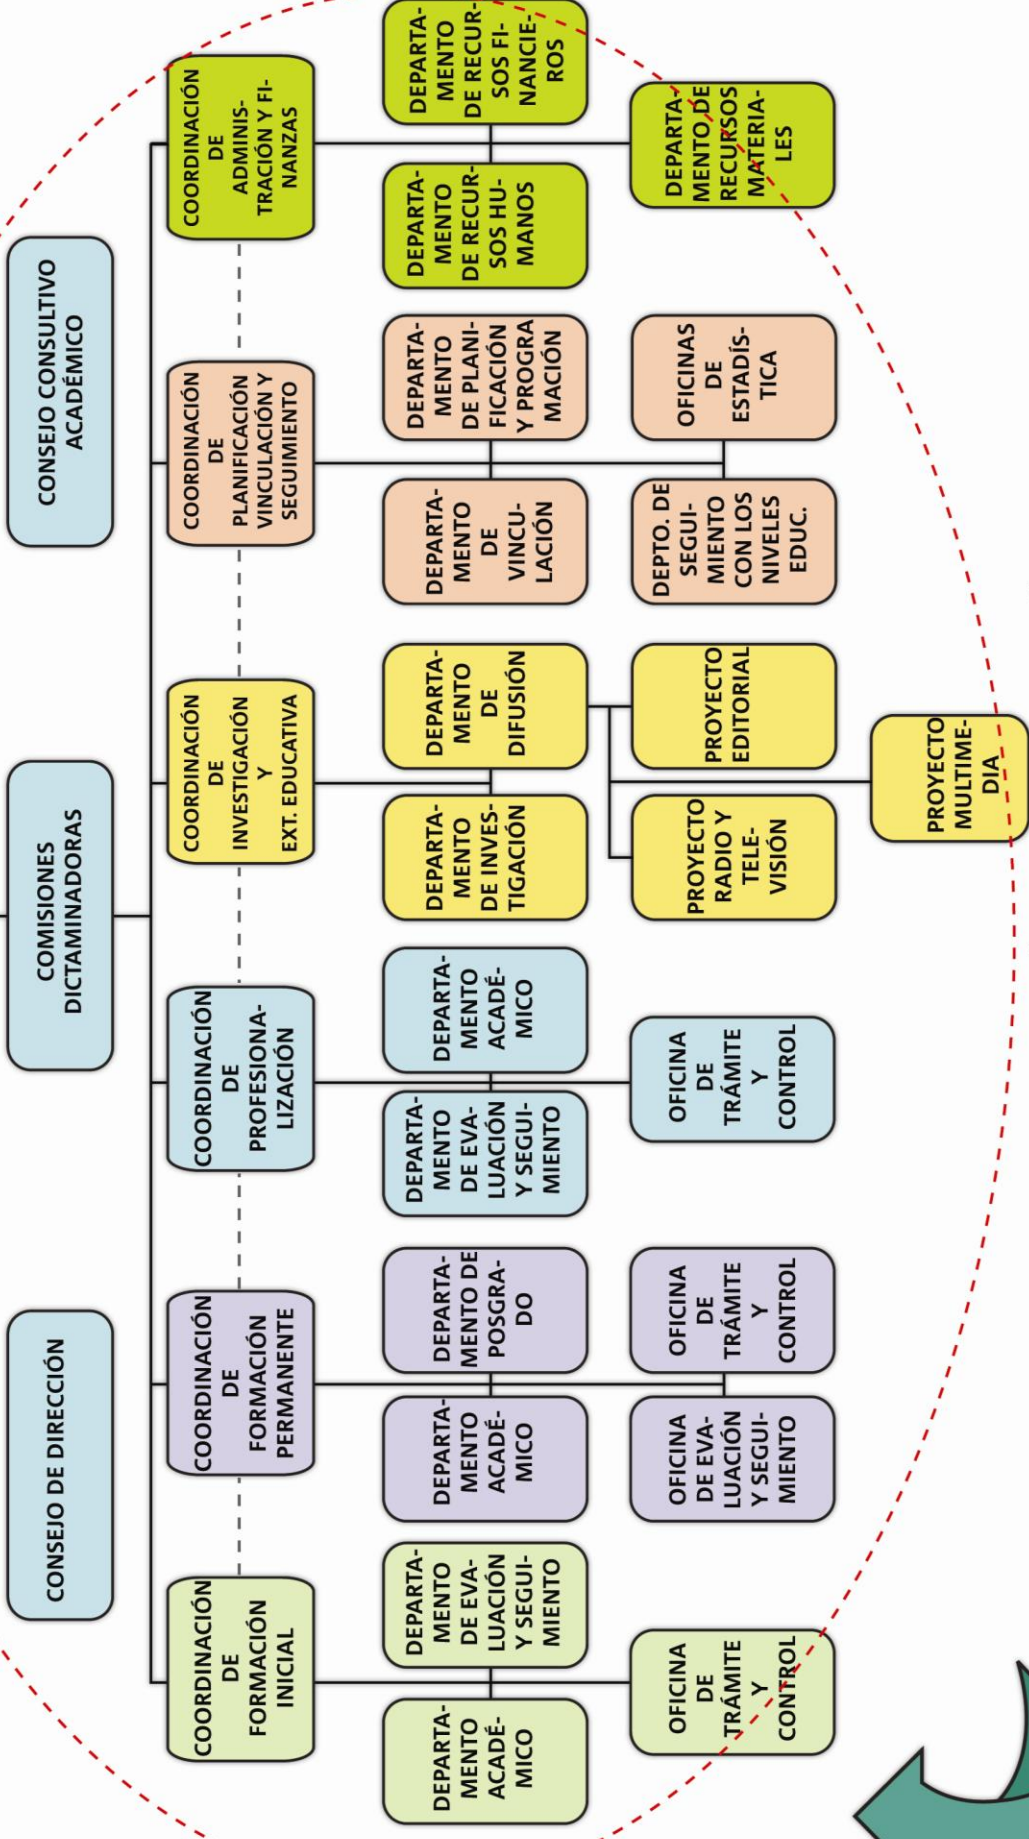 CONSEJO DE DIRECCIÓN
COMISIONES
DICTAMINADORAS
CONSEJO CONSULTIVO
ACADÉMICO
COORDINACIÓN
DE
FORMACIÓN
INICIAL
COORDINACIÓN
DE
FORMACIÓN
PERMANENTE
COORDINACIÓN
DE
PROFESIONA-
LIZACIÓN
COORDINACIÓN
DE
INVESTIGACIÓN
Y
EXT. EDUCATIVA
COORDINACIÓN
DE
PLANIFICACIÓN
VINCULACIÓN Y
SEGUIMIENTO
COORDINACIÓN
DE
ADMINIS-
TRACIÓN Y FI-
NANZAS
DEPARTA-
MENTO
ACADÉ-
MICO
DEPARTA-
MENTO
DE EVA-
LUACIÓN
Y SEGUI-
MIENTO
DEPARTA-
MENTO
ACADÉ-
MICO
DEPARTA-
MENTO DE
POSGRA-
DO
DEPARTA-
MENTO
DE EVA-
LUACIÓN
Y SEGUI-
MIENTO
DEPARTA-
MENTO
ACADÉ-
MICO
DEPARTA-
MENTO
DE INVES-
TIGACIÓN
DEPARTA-
MENTO
DE
DIFUSIÓN
DEPARTA-
MENTO
DE
VINCU-
LACIÓN
DEPARTA-
MENTO
DE PLANI-
FICACIÓN
Y PROGRA
MACIÓN
DEPARTA-
MENTO
DE RECUR-
SOS HU-
MANOS
DEPARTA-
MENTO
DE RECUR-
SOS FI-
NANCIE-
ROS
OFICINA
DE
TRÁMITE
Y
CONTROL
OFICINA
DE EVA-
LUACIÓN
Y SEGUI-
MIENTO
OFICINA
DE
TRÁMITE
Y
CONTROL
OFICINA
DE
TRÁMITE
Y
CONTROL
PROYECTO
RADIO Y
TELE-
VISIÓN
PROYECTO
EDITORIAL
DEPTO. DE
SEGUI-
MIENTO
CON LOS
NIVELES
EDUC.
OFICINAS
DE
ESTADÍS-
TICA
DEPARTA-
MENTO DE
RECURSOS
MATERIA-
LES
PROYECTO
MULTIME-
DIA